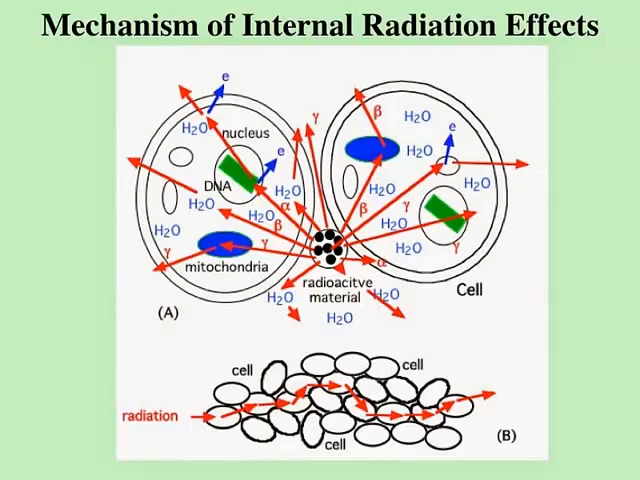 Mechanism of Internal Radiation Effects
e
γ
β
H2O
H2O
nucleus
e
e
H2O
H2O
DNA
H2O
H2O
H2O
α
β
γ
H2O
H2O
β
H2O
H2O
γ
γ
H2O
γ
mitochondria
α
radioacitve
material
H2O
H2O
Cell
(A)
H2O
cell
cell
radiation
cell
(B)